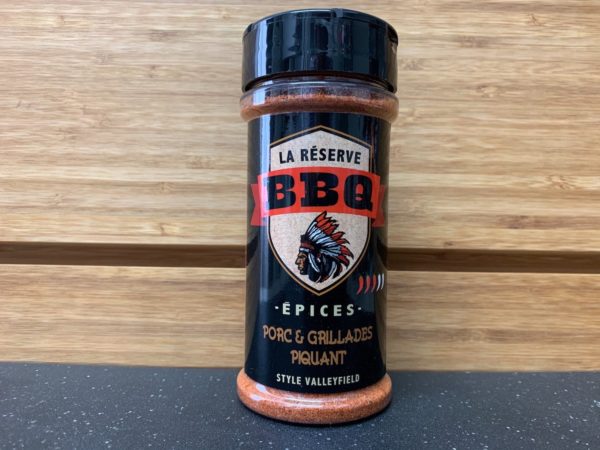 LA RÉSERVE
BBQ
-ÉPICES-
PORC & GRILLADES
PIQUANT
STYLE VALLEYFIELD